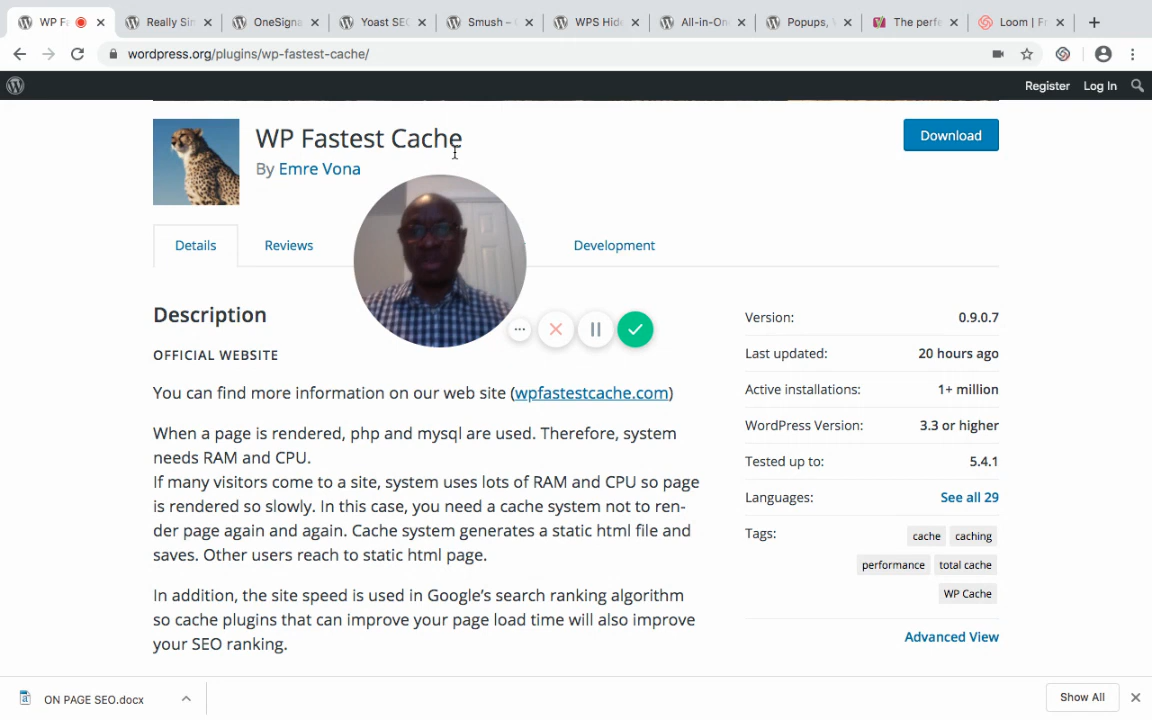 WP F
Really Sim
OneSigna
Yoast SEO
Smush – 
WPS Hide
All-in-One
Popups,
The perfe
Loom | Fr
wordpress.org/plugins/wp-fastest-cache/
Register Log In
WP Fastest Cache
Download
By Emre Vona
Details
Reviews
Development
Description
OFFICIAL WEBSITE
You can find more information on our web site (wpfastestcache.com)
When a page is rendered, php and mysql are used. Therefore, system
needs RAM and CPU.
If many visitors come to a site, system uses lots of RAM and CPU so page
is rendered so slowly. In this case, you need a cache system not to ren-
der page again and again. Cache system generates a static html file and
saves. Other users reach to static html page.
In addition, the site speed is used in Google’s search ranking algorithm
so cache plugins that can improve your page load time will also improve
your SEO ranking.
Version: 0.9.0.7
Last updated: 20 hours ago
Active installations: 1+ million
WordPress Version: 3.3 or higher
Tested up to: 5.4.1
Languages: See all 29
Tags: cache caching
performance total cache
WP Cache
Advanced View
ON PAGE SEO.docx
Show All